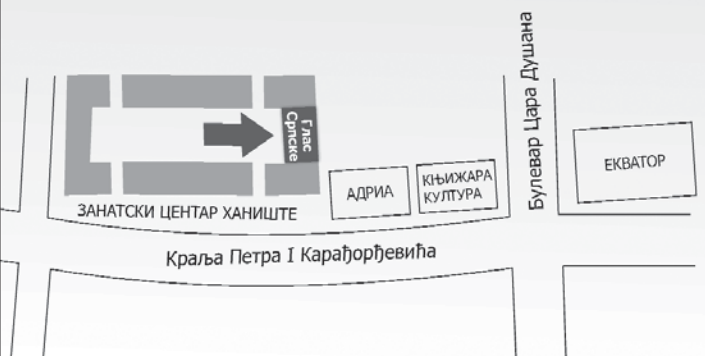 Булевар Цара Душана
Глас
Српске
ЕКВАТОР
АДРИА
КЊИЖАРА
КУЛТУРА
ЗАНАТСКИ ЦЕНТАР ХАНИШТЕ
Краља Петра I Карађорђевића